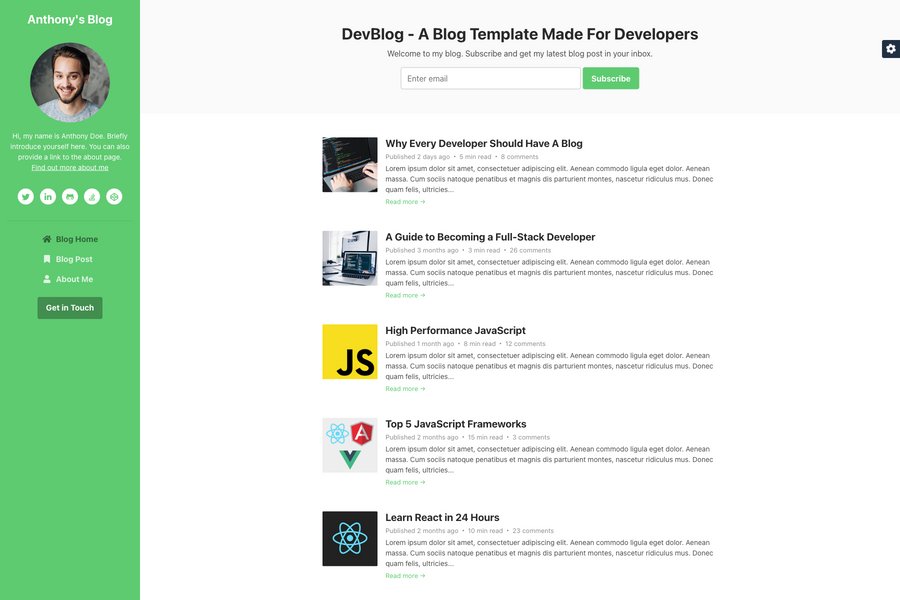 Anthony's Blog
Hi, my name is Anthony Doe. Briefly
introduce yourself here. You can also
provide a link to the about page.
Find out more about me
Blog Home
Blog Post
About Me
Get in Touch
DevBlog - A Blog Template Made For Developers
Welcome to my blog. Subscribe and get my latest blog post in your inbox.
Enter email
Subscribe
Why Every Developer Should Have A Blog
Published 2 days ago • 5 min read • 8 comments
Lorem ipsum dolor sit amet, consectetuer adipiscing elit. Aenean commodo ligula eget dolor. Aenean
massa. Cum sociis natoque penatibus et magnis dis parturient montes, nascetur ridiculus mus. Donec
quam felis, ultricies...
Read more →
A Guide to Becoming a Full-Stack Developer
Published 3 months ago • 3 min read • 26 comments
Lorem ipsum dolor sit amet, consectetuer adipiscing elit. Aenean commodo ligula eget dolor. Aenean
massa. Cum sociis natoque penatibus et magnis dis parturient montes, nascetur ridiculus mus. Donec
quam felis, ultricies...
Read more →
JS
High Performance JavaScript
Published 1 month ago • 8 min read • 12 comments
Lorem ipsum dolor sit amet, consectetuer adipiscing elit. Aenean commodo ligula eget dolor. Aenean
massa. Cum sociis natoque penatibus et magnis dis parturient montes, nascetur ridiculus mus. Donec
quam felis, ultricies...
Read more →
A
Top 5 JavaScript Frameworks
Published 2 months ago • 15 min read • 3 comments
Lorem ipsum dolor sit amet, consectetuer adipiscing elit. Aenean commodo ligula eget dolor. Aenean
massa. Cum sociis natoque penatibus et magnis dis parturient montes, nascetur ridiculus mus. Donec
quam felis, ultricies...
Read more →
Learn React in 24 Hours
Published 2 months ago • 10 min read • 23 comments
Lorem ipsum dolor sit amet, consectetuer adipiscing elit. Aenean commodo ligula eget dolor. Aenean
massa. Cum sociis natoque penatibus et magnis dis parturient montes, nascetur ridiculus mus. Donec
quam felis, ultricies...
Read more →